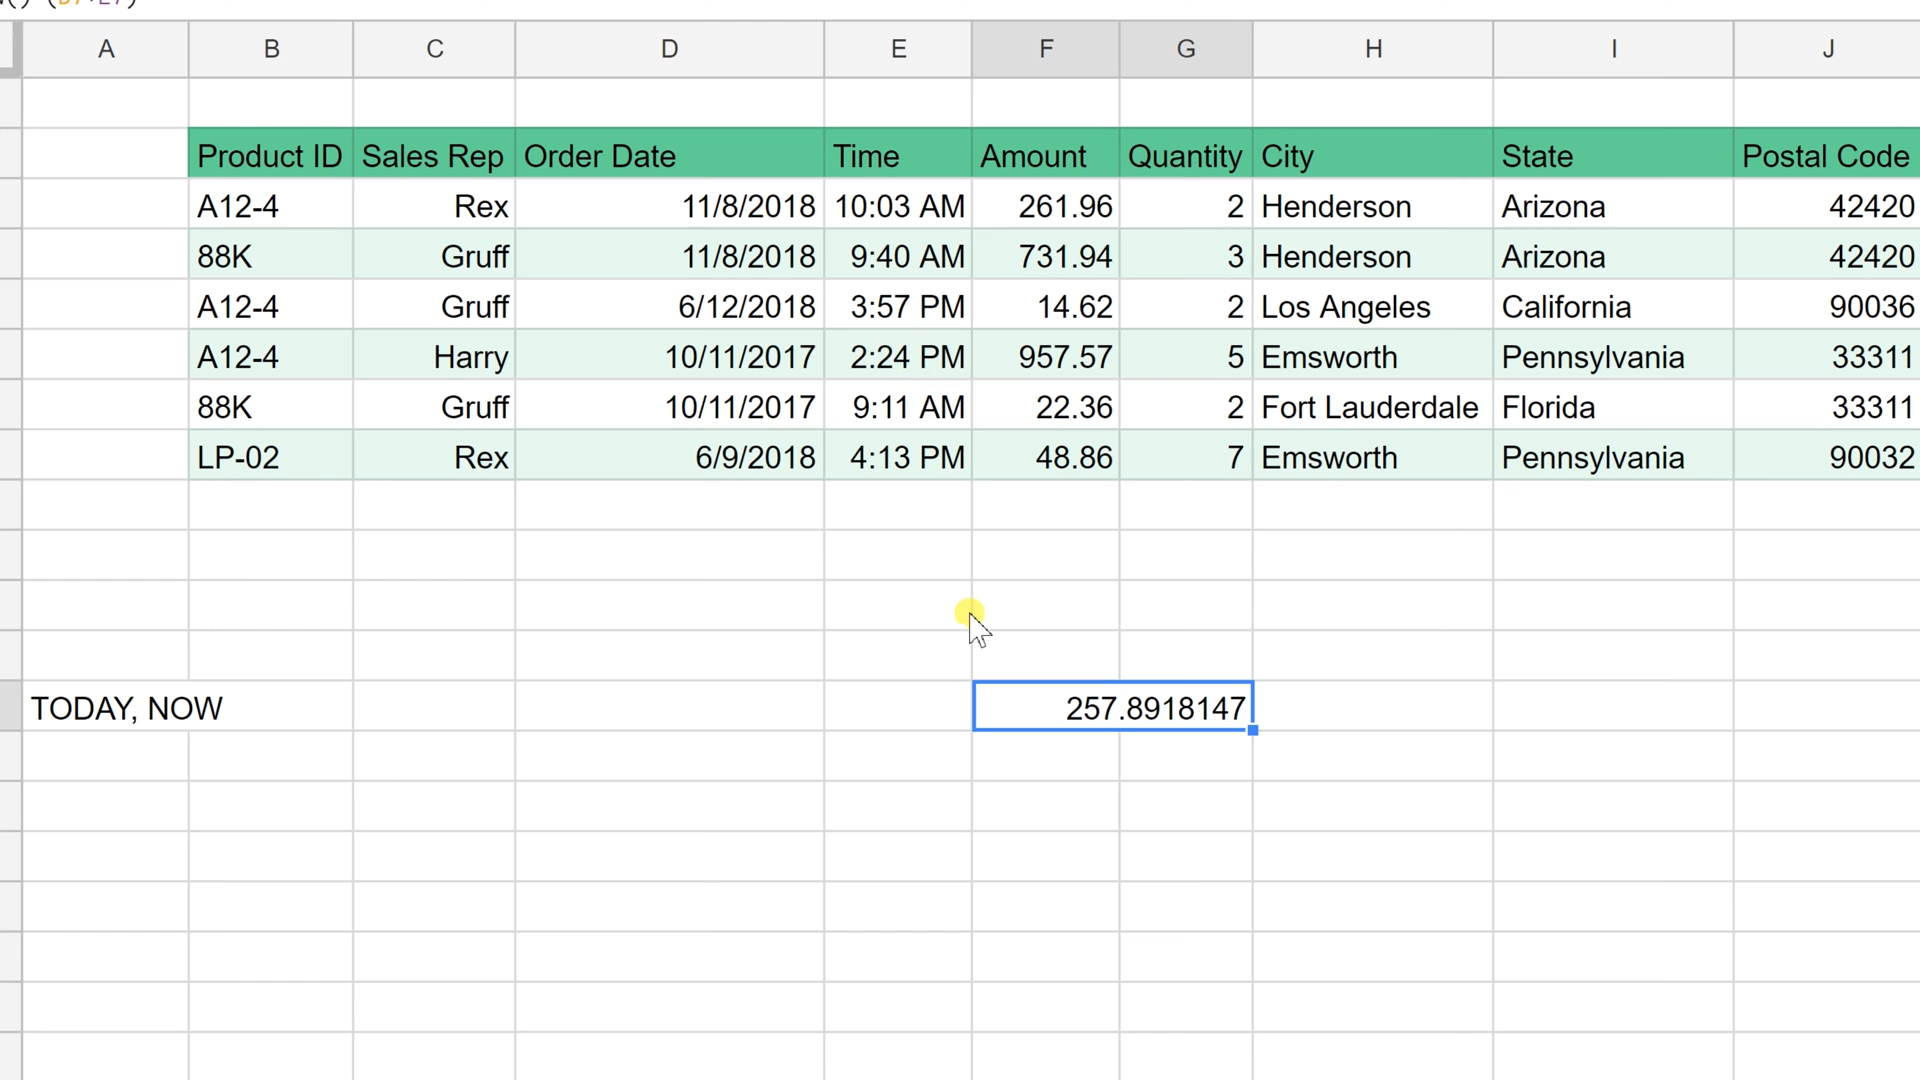 A B C D E F G H I J
Product ID Sales Rep Order Date Time Amount Quantity City State Postal Code
A12-4 Rex 11/8/2018 10:03 AM 261.96 2 Henderson Arizona 42420
88K Gruff 11/8/2018 9:40 AM 731.94 3 Henderson Arizona 42420
A12-4 Gruff 6/12/2018 3:57 PM 14.62 2 Los Angeles California 90036
A12-4 Harry 10/11/2017 2:24 PM 957.57 5 Emsworth Pennsylvania 33311
88K Gruff 10/11/2017 9:11 AM 22.36 2 Fort Lauderdale Florida 33311
LP-02 Rex 6/9/2018 4:13 PM 48.86 7 Emsworth Pennsylvania 90032
TODAY, NOW 257.8918147